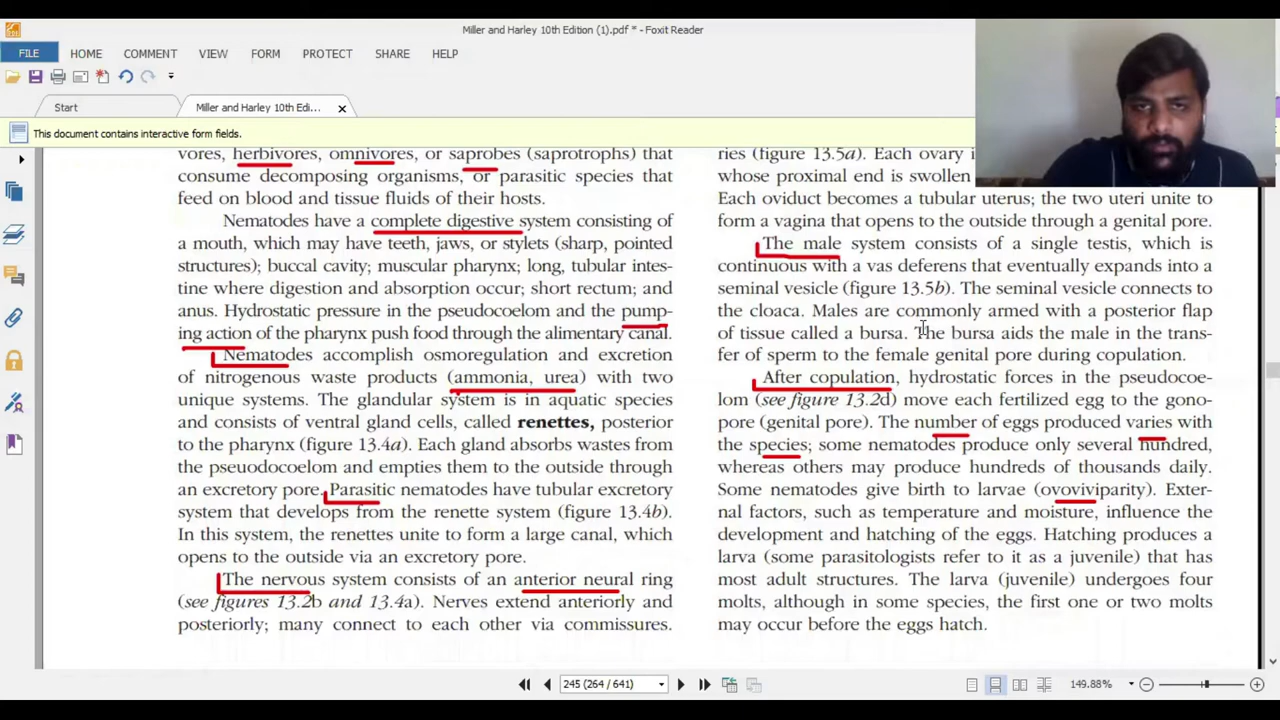 Miller and Harley 10th Edition (1).pdf * - Foxit Reader
FILE HOME COMMENT VIEW FORM PROTECT SHARE HELP
Start Miller and Harley 10th Edi...
This document contains interactive form fields.
vores, herbivores, omnivores, or saprobes (saprotrophs) that
consume decomposing organisms, or parasitic species that
feed on blood and tissue fluids of their hosts.
Nematodes have a complete digestive system consisting of
a mouth, which may have teeth, jaws, or stylets (sharp, pointed
structures); buccal cavity; muscular pharynx; long, tubular intes-
tine where digestion and absorption occur; short rectum; and
anus. Hydrostatic pressure in the pseudocoelom and the pump-
ing action of the pharynx push food through the alimentary canal.
Nematodes accomplish osmoregulation and excretion
of nitrogenous waste products (ammonia, urea) with two
unique systems. The glandular system is in aquatic species
and consists of ventral gland cells, called renettes, posterior
to the pharynx (figure 13.4a). Each gland absorbs wastes from
the pseuodocoelom and empties them to the outside through
an excretory pore. Parasitic nematodes have tubular excretory
system that develops from the renette system (figure 13.4b).
In this system, the renettes unite to form a large canal, which
opens to the outside via an excretory pore.
The nervous system consists of an anterior neural ring
(see figures 13.2b and 13.4a). Nerves extend anteriorly and
posteriorly; many connect to each other via commissures.
ries (figure 13.5a). Each ovary i
whose proximal end is swollen
Each oviduct becomes a tubular uterus; the two uteri unite to
form a vagina that opens to the outside through a genital pore.
The male system consists of a single testis, which is
continuous with a vas deferens that eventually expands into a
seminal vesicle (figure 13.5b). The seminal vesicle connects to
the cloaca. Males are commonly armed with a posterior flap
of tissue called a bursa. The bursa aids the male in the trans-
fer of sperm to the female genital pore during copulation.
After copulation, hydrostatic forces in the pseudocoe-
lom (see figure 13.2d) move each fertilized egg to the gono-
pore (genital pore). The number of eggs produced varies with
the species; some nematodes produce only several hundred,
whereas others may produce hundreds of thousands daily.
Some nematodes give birth to larvae (ovoviviparity). Exter-
nal factors, such as temperature and moisture, influence the
development and hatching of the eggs. Hatching produces a
larva (some parasitologists refer to it as a juvenile) that has
most adult structures. The larva (juvenile) undergoes four
molts, although in some species, the first one or two molts
may occur before the eggs hatch.
245 (264 / 641) 149.88%